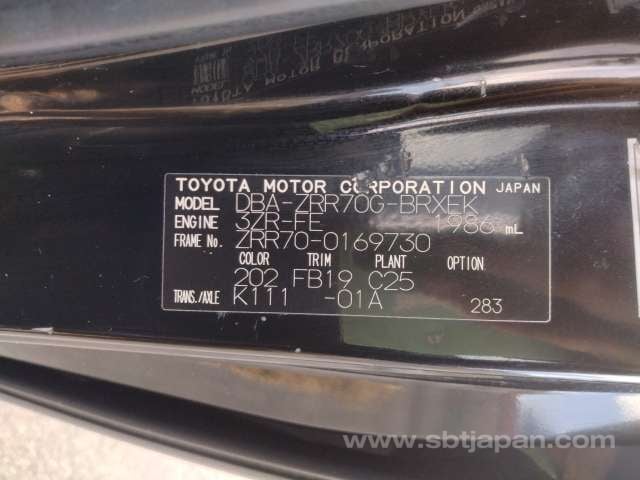 TOYOTA MOTOR CORPORATION JAPAN
MODEL DBA-ZRR70G-BRXEK
ENGINE 3ZR-FE 1986 mL
FRAME No. ZRR70-0169730
COLOR TRIM PLANT OPTION
202 FB19 C25
TRANS./AXLE K111 -01A 283
www.sbtjapan.com